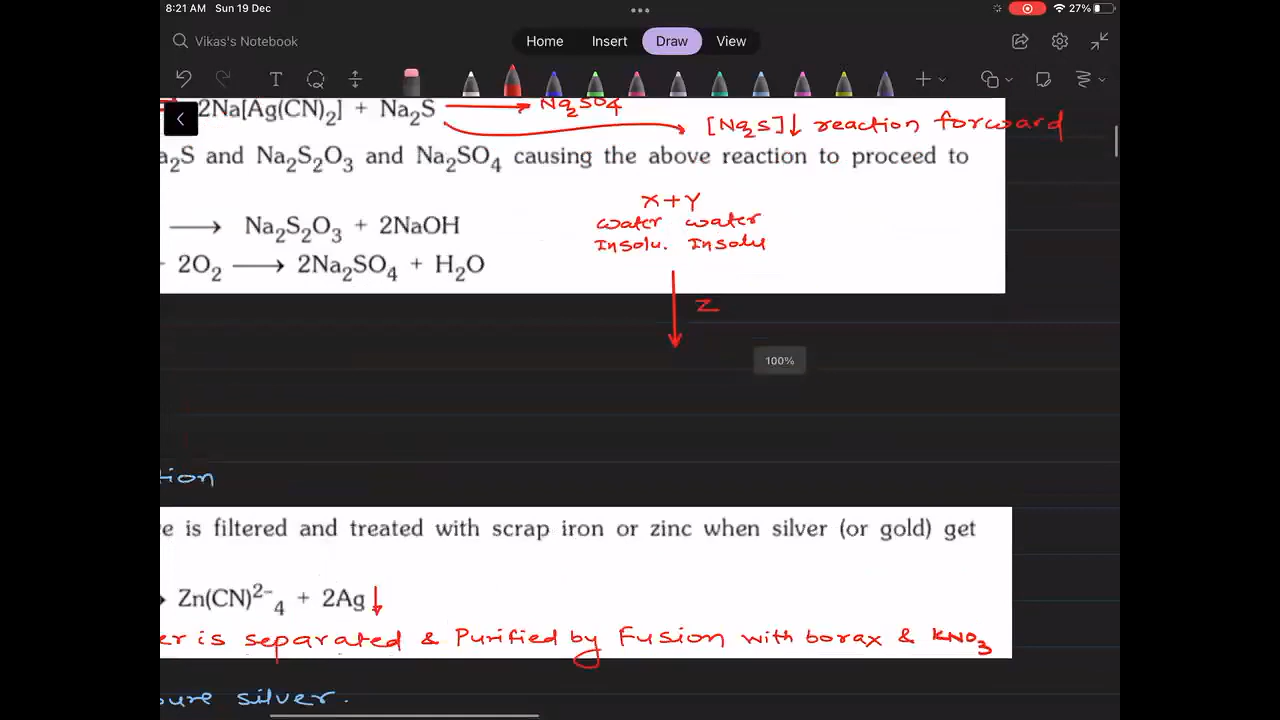 8:21 AM Sun 19 Dec
27%
Vikas's Notebook
Home Insert Draw View
2Na[Ag(CN)₂] + Na₂S → Na₂SO₄
[Na₂S]↓ reaction forward
a₂S and Na₂S₂O₃ and Na₂SO₄ causing the above reaction to proceed to
X+Y
water water
Insolu. Insolu
⟶ Na₂S₂O₃ + 2NaOH
2O₂ ⟶ 2Na₂SO₄ + H₂O
Z
100%
tion
e is filtered and treated with scrap iron or zinc when silver (or gold) get
Zn(CN)²⁻₄ + 2Ag↓
er is separated & Purified by Fusion with borax & KNO₃
pure silver.